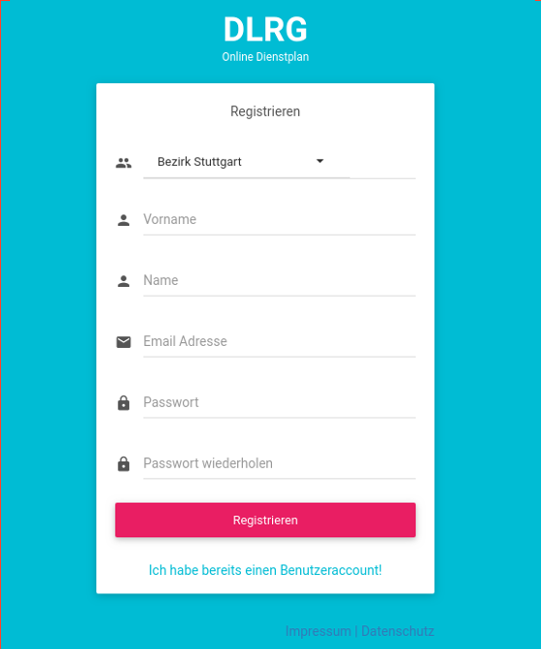 DLRG
Online Dienstplan
Registrieren
Bezirk Stuttgart
Vorname
Name
Email Adresse
Passwort
Passwort wiederholen
Registrieren
Ich habe bereits einen Benutzeraccount!
Impressum | Datenschutz